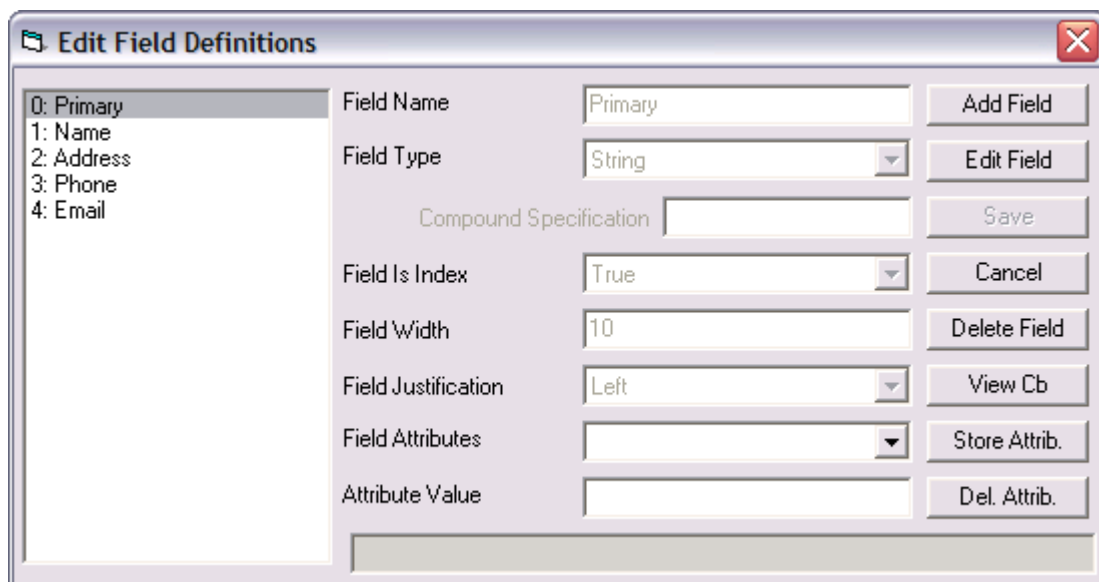 Edit Field Definitions
0: Primary
1: Name
2: Address
3: Phone
4: Email
Field Name Primary Add Field
Field Type String Edit Field
Compound Specification Save
Field Is Index True Cancel
Field Width 10 Delete Field
Field Justification Left View Cb
Field Attributes Store Attrib.
Attribute Value Del. Attrib.